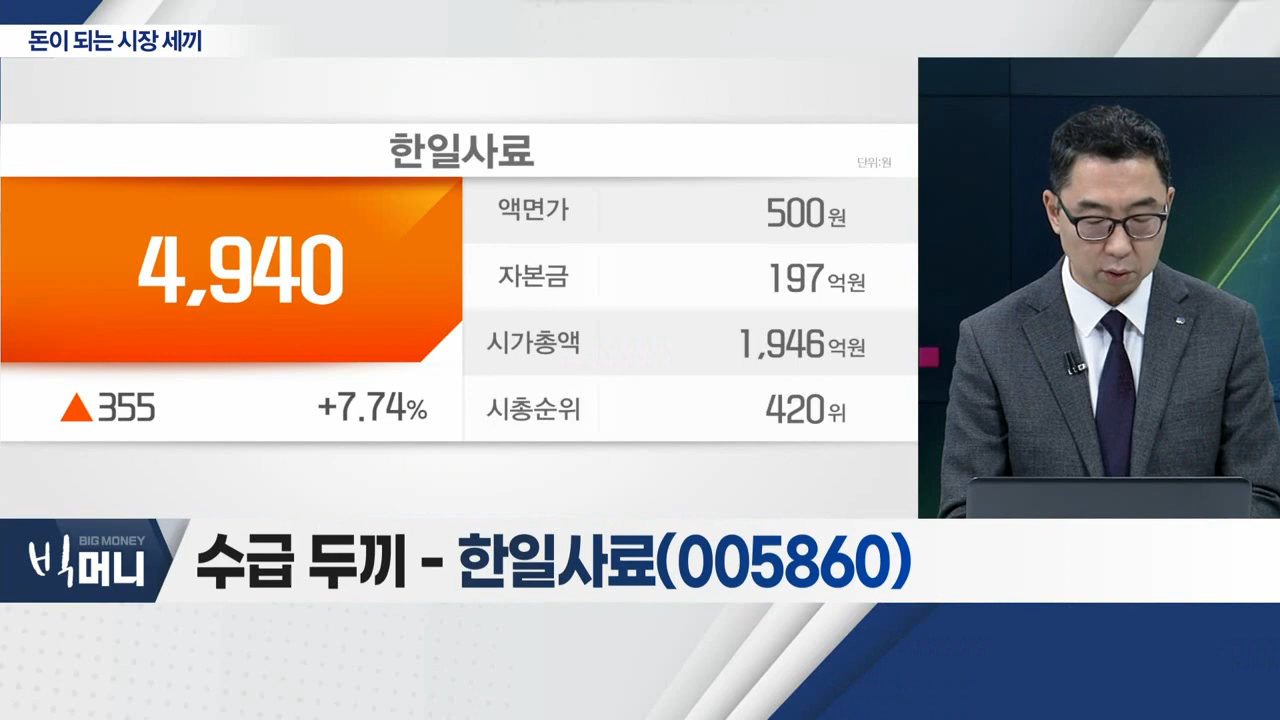 돈이 되는 시장 세끼
한일사료
단위:원
4,940
▲355 +7.74%
액면가 500원
자본금 197억원
시가총액 1,946억원
시총순위 420위
BIG MONEY
빅머니
수급 두끼 - 한일사료(005860)